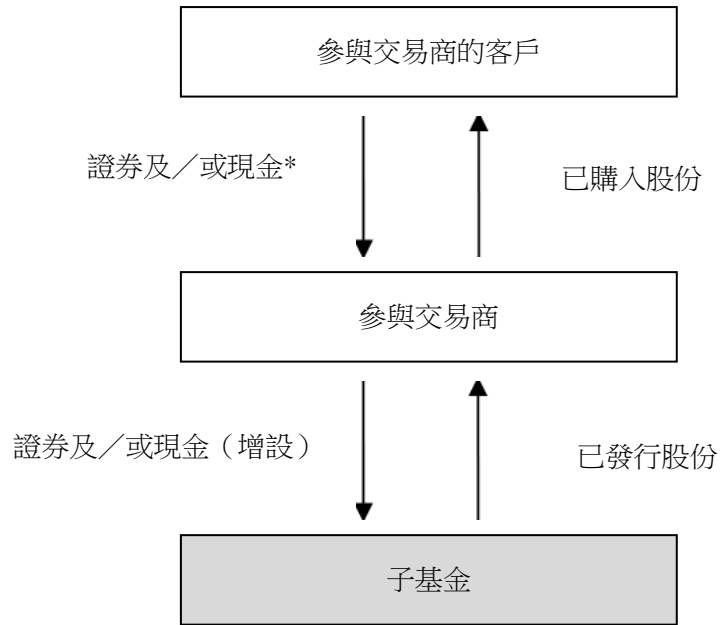 參與交易商的客戶
證券及／或現金*
已購入股份
參與交易商
證券及／或現金（增設）
已發行股份
子基金